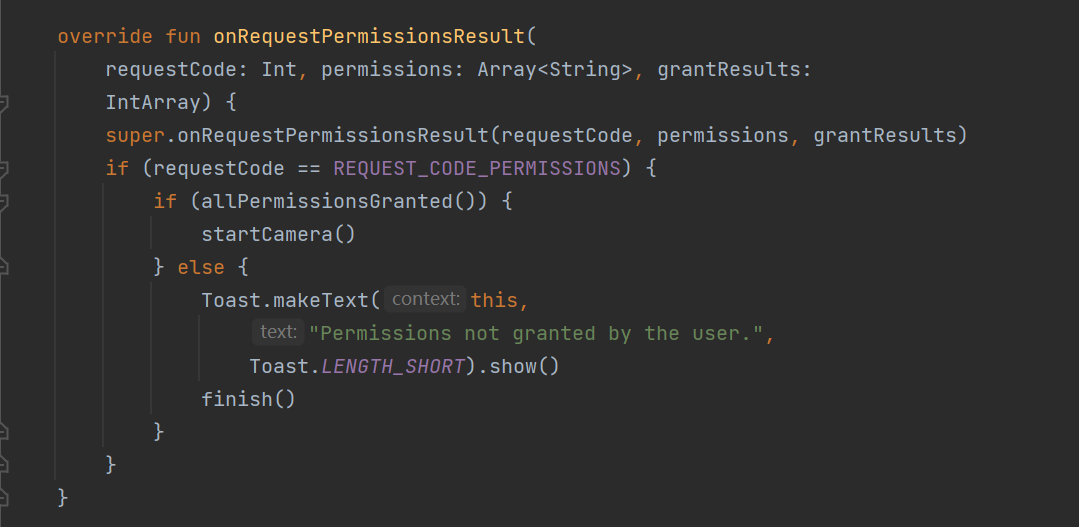 override fun onRequestPermissionsResult(
requestCode: Int, permissions: Array<String>, grantResults:
IntArray) {
super.onRequestPermissionsResult(requestCode, permissions, grantResults)
if (requestCode == REQUEST_CODE_PERMISSIONS) {
if (allPermissionsGranted()) {
startCamera()
} else {
Toast.makeText( context: this,
text: "Permissions not granted by the user.",
Toast.LENGTH_SHORT).show()
finish()
}
}
}